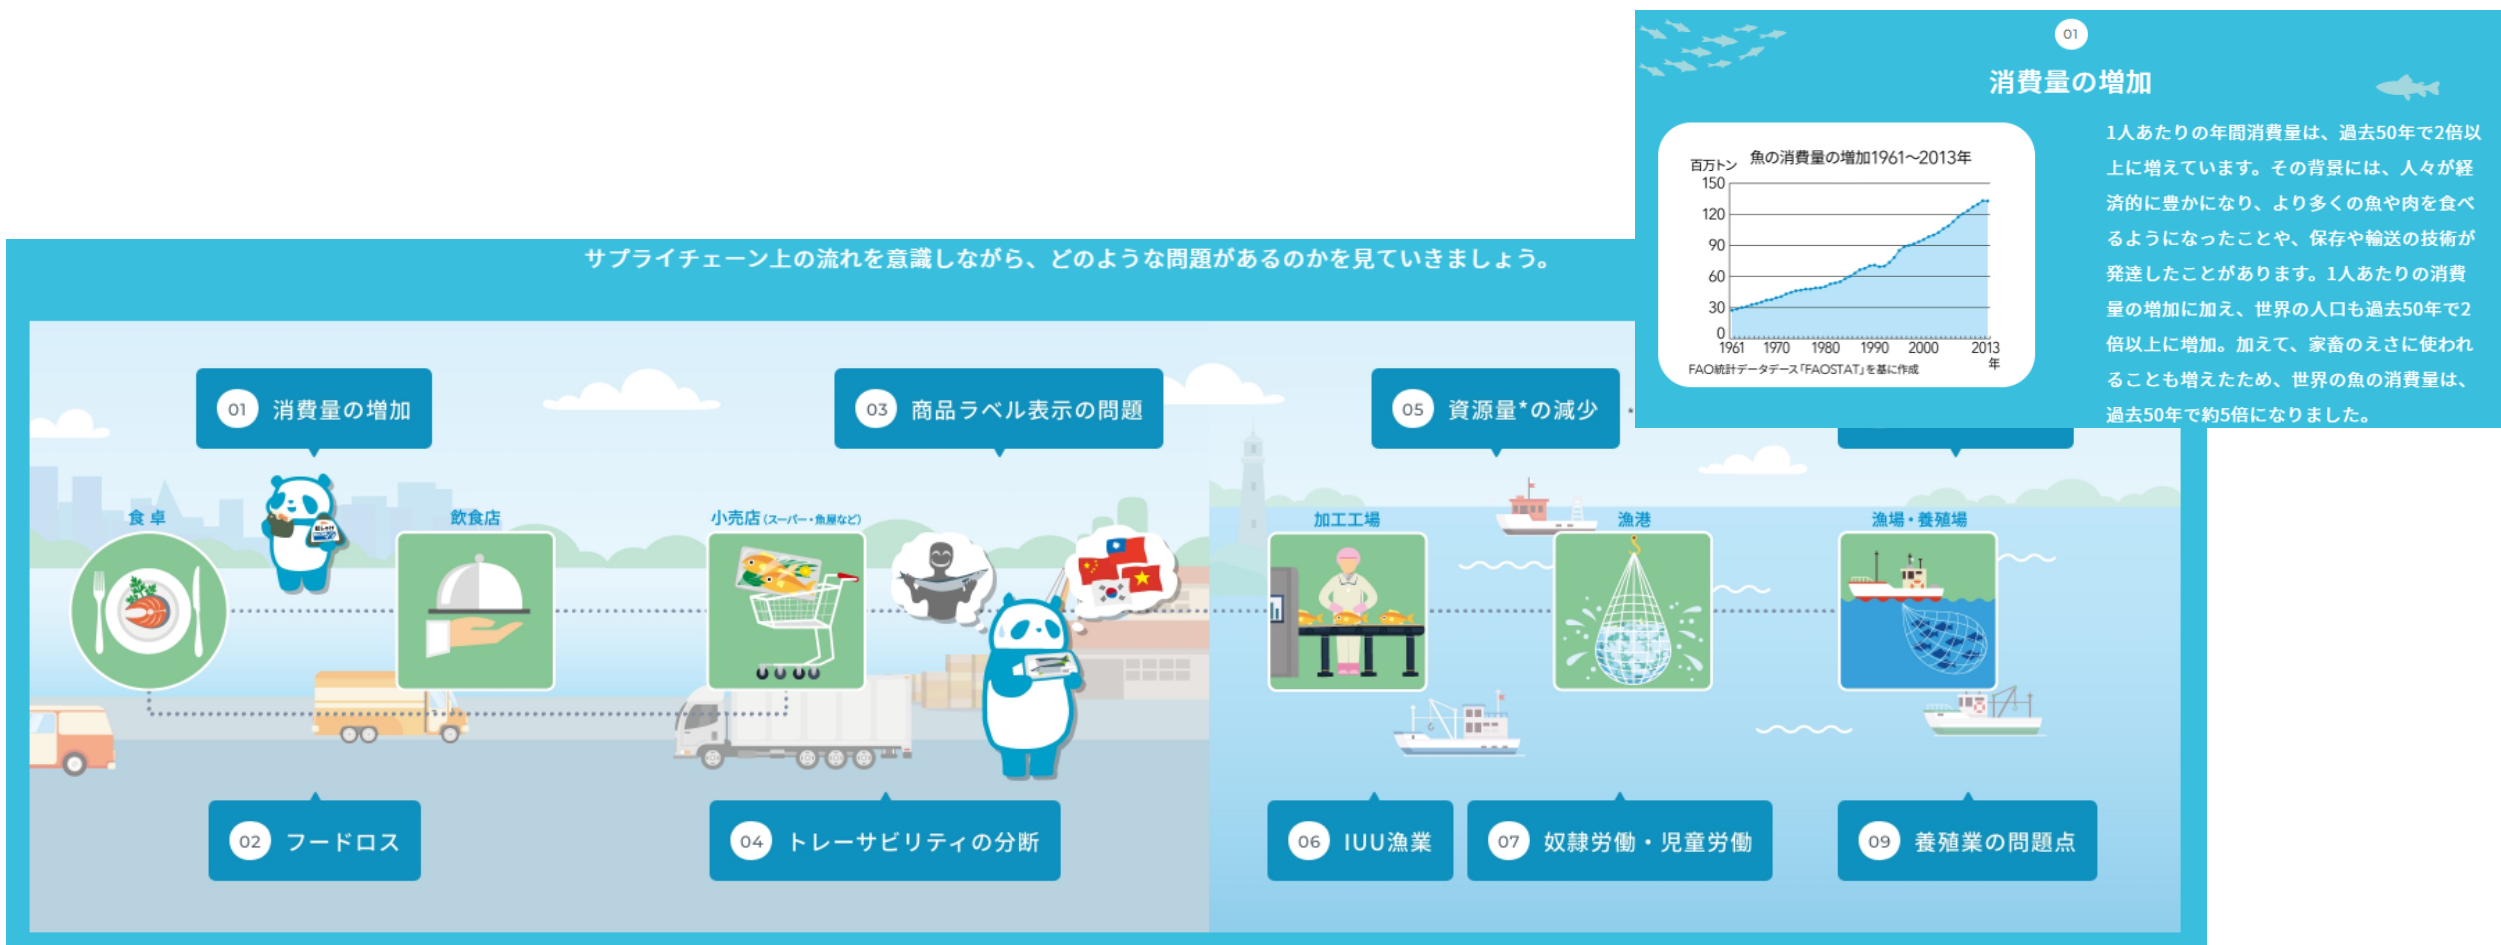 01
消費量の増加
百万トン 魚の消費量の増加1961〜2013年
150
120
90
60
30
0
1961 1970 1980 1990 2000 2013
年
FAO統計データデース「FAOSTAT」を基に作成
1人あたりの年間消費量は、過去50年で2倍以
上に増えています。その背景には、人々が経
済的に豊かになり、より多くの魚や肉を食べ
るようになったことや、保存や輸送の技術が
発達したことがあります。1人あたりの消費
量の増加に加え、世界の人口も過去50年で2
倍以上に増加。加えて、家畜のえさに使われ
ることも増えたため、世界の魚の消費量は、
過去50年で約5倍になりました。
サプライチェーン上の流れを意識しながら、どのような問題があるのかを見ていきましょう。
01 消費量の増加
03 商品ラベル表示の問題
05 資源量*の減少 *
食卓
飲食店
小売店(スーパー・魚屋など)
加工工場
漁港
漁場・養殖場
02 フードロス
04 トレーサビリティの分断
06 IUU漁業
07 奴隷労働・児童労働
09 養殖業の問題点